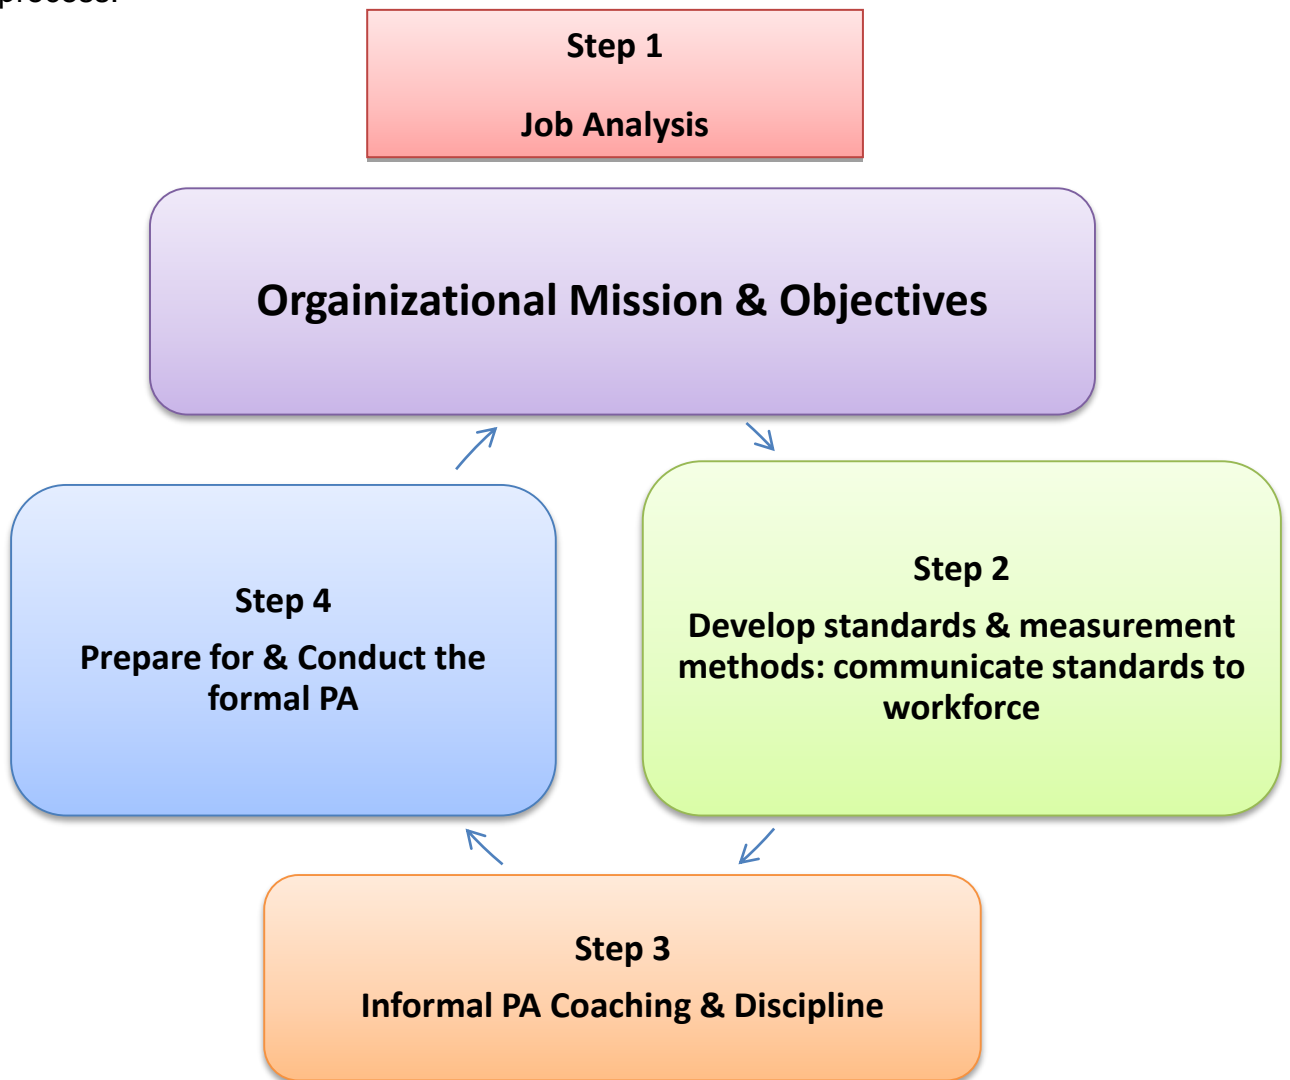 process.
Step 1
Job Analysis
Orgainizational Mission & Objectives
Step 4
Prepare for & Conduct the
formal PA
Step 2
Develop standards & measurement
methods: communicate standards to
workforce
Step 3
Informal PA Coaching & Discipline